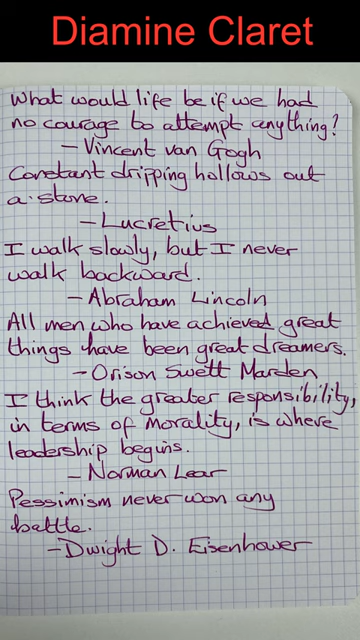 Diamine Claret
What would life be if we had
no courage to attempt anything?
— Vincent van Gogh
Constant dripping hollows out
a stone.
— Lucretius
I walk slowly, but I never
walk backward.
— Abraham Lincoln
All men who have achieved great
things have been great dreamers.
— Orison Swett Marden
I think the greater responsibility,
in terms of morality, is where
leadership begins.
— Norman Lear
Pessimism never won any
battle.
— Dwight D. Eisenhower